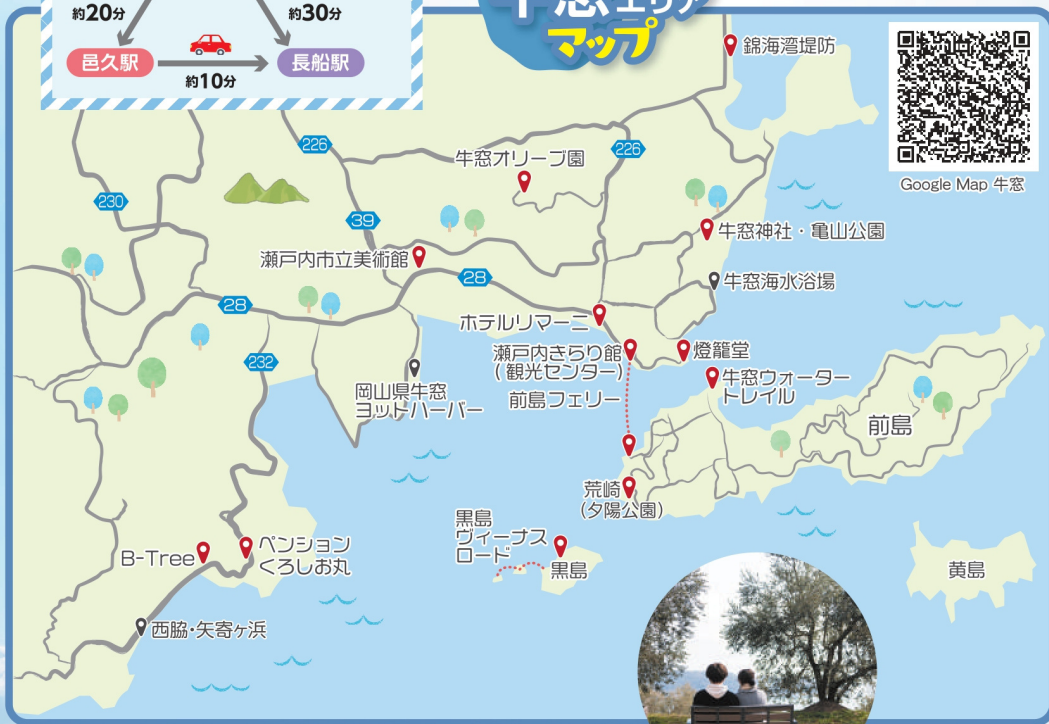 約20分
約30分
邑久駅
長船駅
約10分
牛窓エリア
マップ
錦海湾堤防
Google Map 牛窓
226
226
牛窓オリーブ園
230
39
瀬戸内市立美術館
28
牛窓神社・亀山公園
牛窓海水浴場
28
ホテルリマーニ
瀬戸内きらり館
(観光センター)
燈籠堂
232
岡山県牛窓
ヨットハーバー
前島フェリー
牛窓ウォーター
トレイル
前島
荒崎
(夕陽公園)
黒島
ヴィーナス
ロード
黒島
黄島
B-Tree
ペンション
くろしお丸
西脇・矢寄ヶ浜